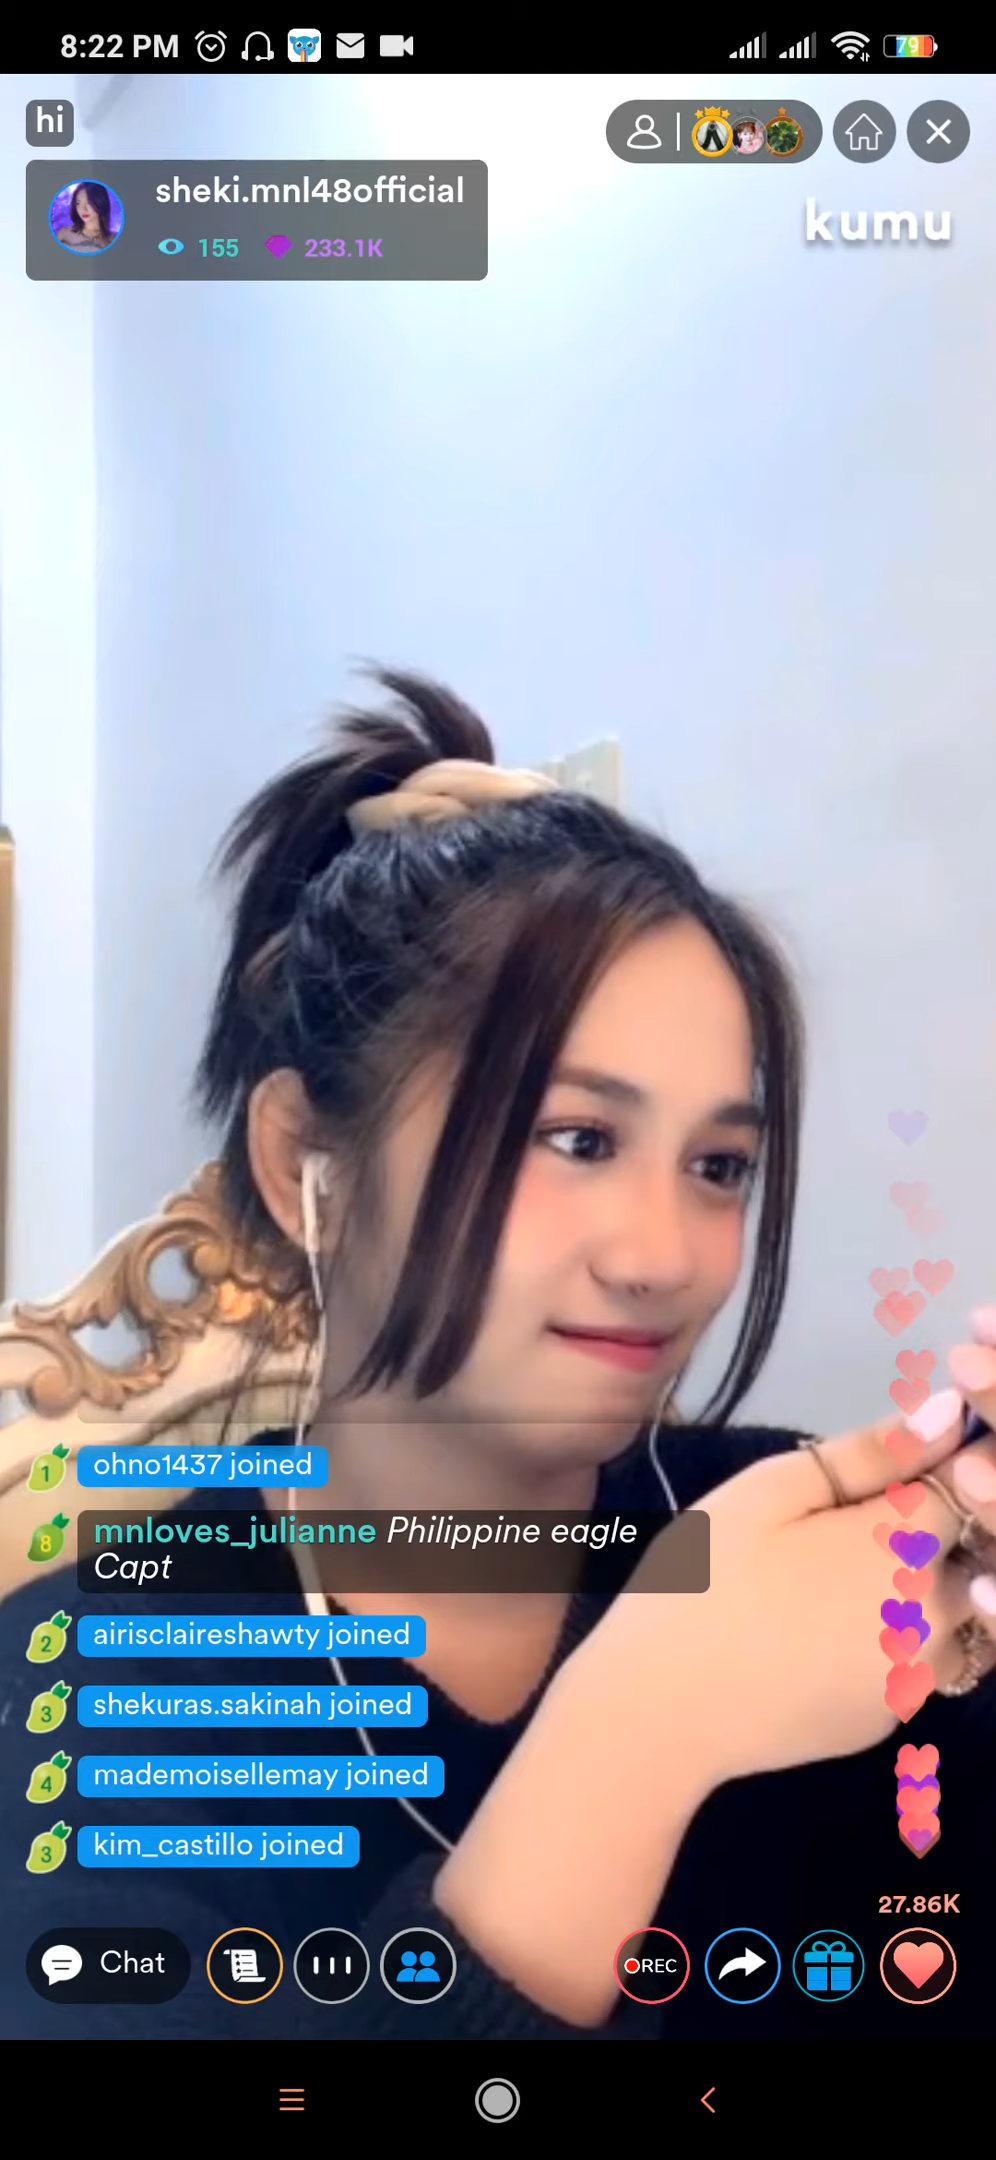 8:22 PM
79
hi
sheki.mnl48official
155 233.1K
kumu
1 ohno1437 joined
8 mnloves_julianne Philippine eagle
Capt
2 airisclaireshawty joined
3 shekuras.sakinah joined
4 mademoisellemay joined
3 kim_castillo joined
27.86K
Chat
REC